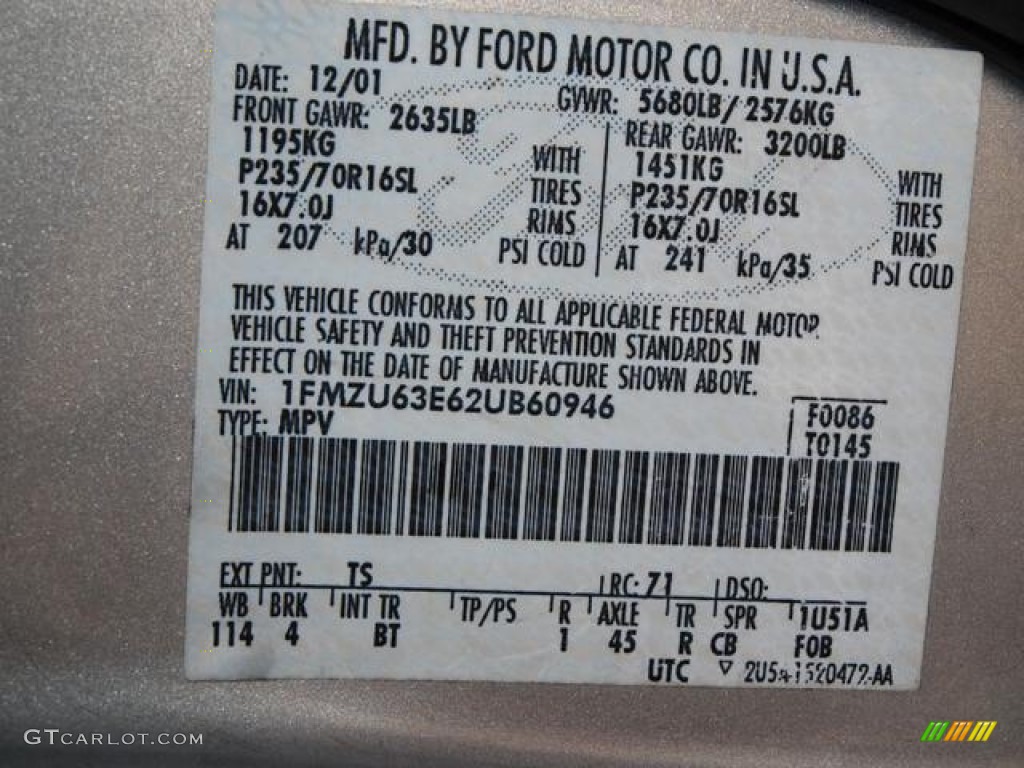 MFD. BY FORD MOTOR CO. IN U.S.A.
DATE: 12/01 GVWR: 5680LB/ 2576KG
FRONT GAWR: 2635LB REAR GAWR: 3200LB
1195KG WITH 1451KG WITH
P235/70R16SL TIRES P235/70R16SL TIRES
16X7.0J RIMS 16X7.0J RIMS
AT 207 kPa/30 PSI COLD AT 241 kPa/35 PSI COLD
THIS VEHICLE CONFORMS TO ALL APPLICABLE FEDERAL MOTOR
VEHICLE SAFETY AND THEFT PREVENTION STANDARDS IN
EFFECT ON THE DATE OF MANUFACTURE SHOWN ABOVE.
VIN: 1FMZU63E62UB60946 F0086
TYPE: MPV T0145
EXT PNT: TS RC: 71 DSO:
WB BRK INT TR TP/PS R AXLE TR SPR 1U51A
114 4 BT 1 45 R CB FOB
UTC
GTCARLOT.COM